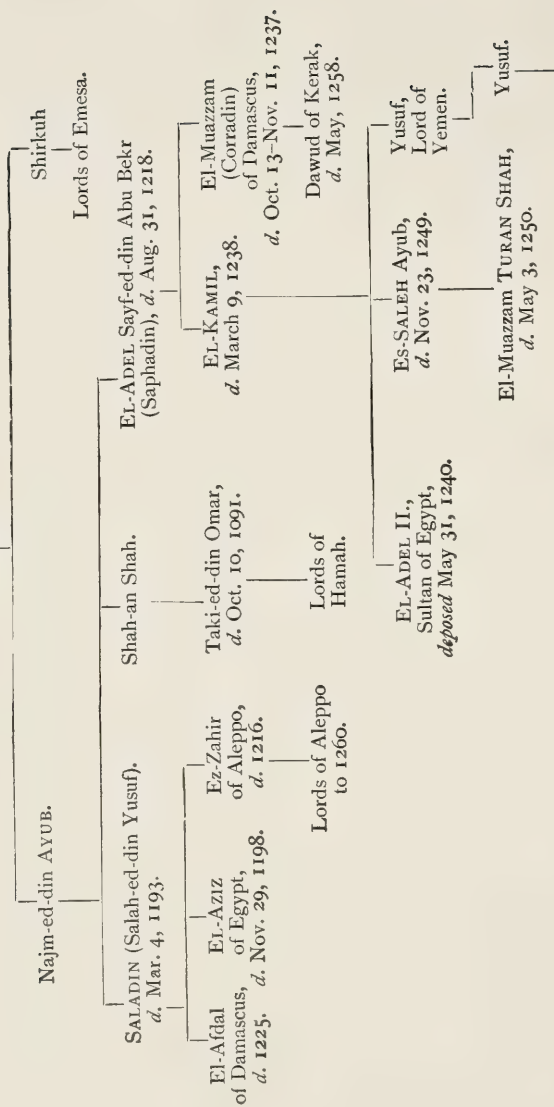 Najm-ed-din AYUB.
Shirkuh
Lords of Emesa.
SALADIN (Salah-ed-din Yusuf).
d. Mar. 4, 1193.
Shah-an Shah.
EL-ADEL Sayf-ed-din Abu Bekr
(Saphadin), d. Aug. 31, 1218.
El-Afdal
of Damascus,
d. 1225.
EL-AZIZ
of Egypt,
d. Nov. 29, 1198.
Ez-Zahir
of Aleppo,
d. 1216.
Taki-ed-din Omar,
d. Oct. 10, 1091.
EL-KAMIL,
d. March 9, 1238.
El-Muazzam
(Corradin)
of Damascus,
d. Oct. 13–Nov. 11, 1237.
Lords of Aleppo
to 1260.
Lords of
Hamah.
Dawud of Kerak,
d. May, 1258.
EL-ADEL II.,
Sultan of Egypt,
deposed May 31, 1240.
ES-SALEH Ayub,
d. Nov. 23, 1249.
Yusuf,
Lord of
Yemen.
El-Muazzam TURAN SHAH,
d. May 3, 1250.
Yusuf.